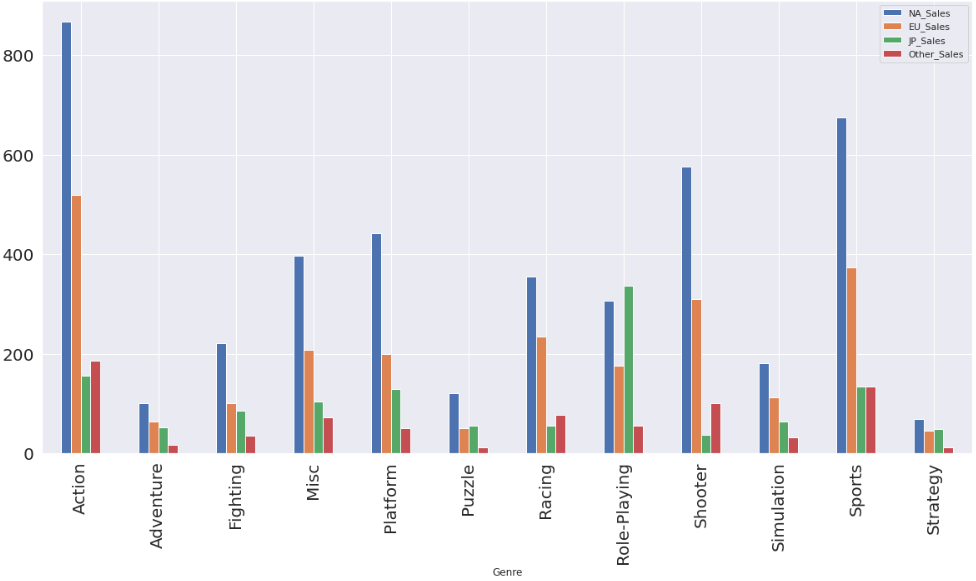 NA_Sales
EU_Sales
JP_Sales
Other_Sales
800
600
400
200
0
Action
Adventure
Fighting
Misc
Platform
Puzzle
Racing
Role-Playing
Shooter
Simulation
Sports
Strategy
Genre